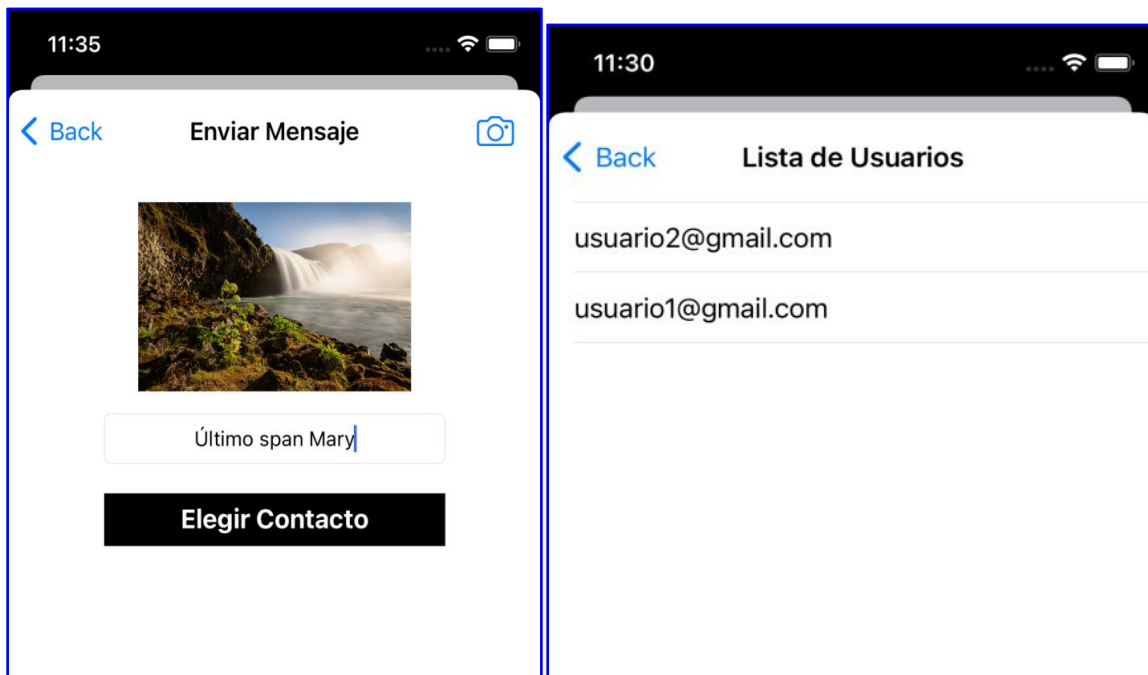 11:35
Back
Enviar Mensaje
Último span Mary
Elegir Contacto
11:30
Back
Lista de Usuarios
usuario2@gmail.com
usuario1@gmail.com